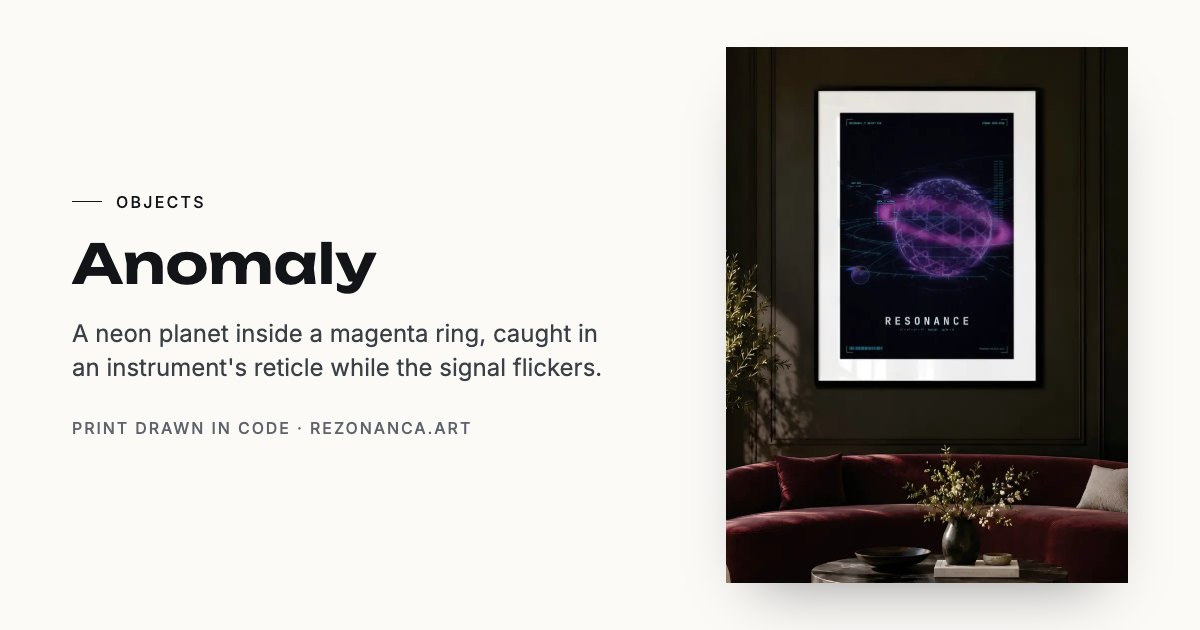 OBJECTS
Anomaly
A neon planet inside a magenta ring, caught in
an instrument's reticle while the signal flickers.
PRINT DRAWN IN CODE · REZONANCA.ART
RESONANCE